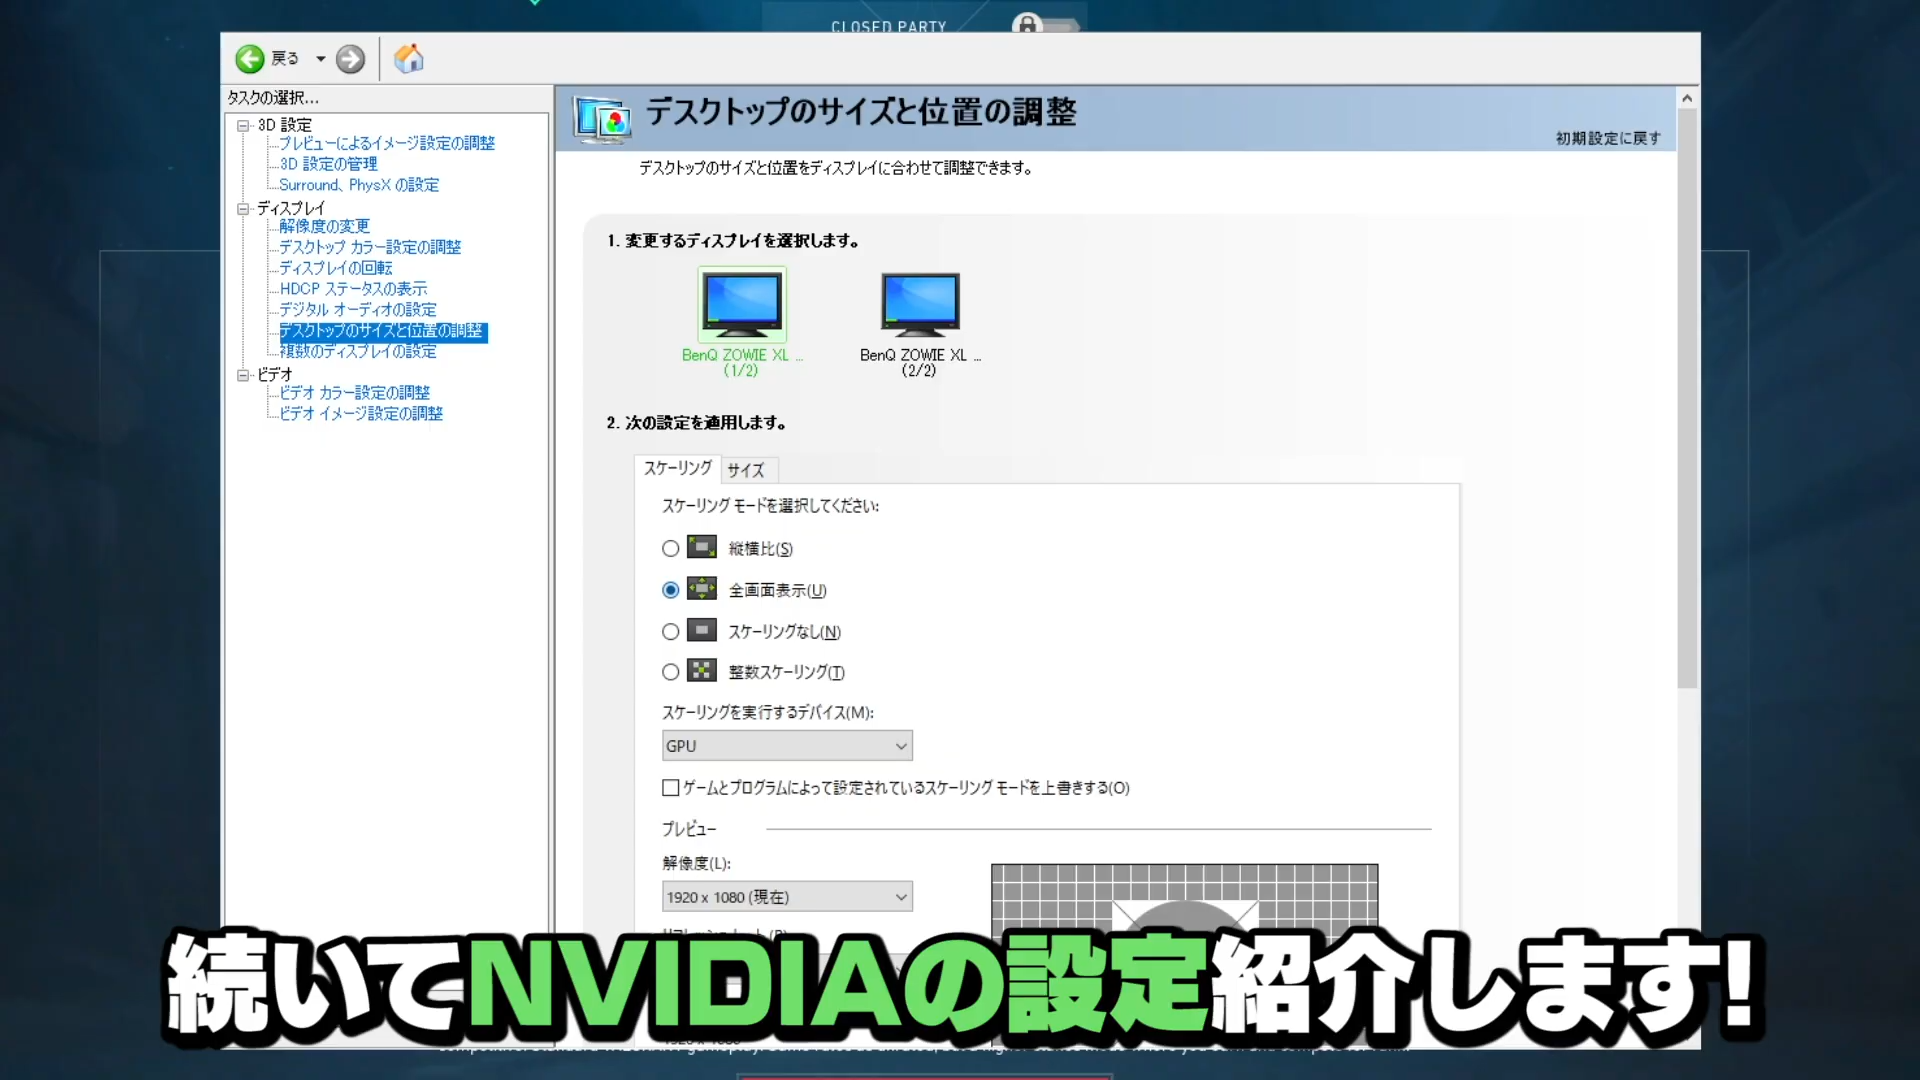 CLOSED PARTY
戻る
タスクの選択...
3D 設定
プレビューによるイメージ設定の調整
3D 設定の管理
Surround、PhysX の設定
ディスプレイ
解像度の変更
デスクトップ カラー設定の調整
ディスプレイの回転
HDCP ステータスの表示
デジタル オーディオの設定
デスクトップのサイズと位置の調整
複数のディスプレイの設定
ビデオ
ビデオ カラー設定の調整
ビデオ イメージ設定の調整
デスクトップのサイズと位置の調整
初期設定に戻す
デスクトップのサイズと位置をディスプレイに合わせて調整できます。
1. 変更するディスプレイを選択します。
BenQ ZOWIE XL ...
(1/2)
BenQ ZOWIE XL ...
(2/2)
2. 次の設定を適用します。
スケーリング
サイズ
スケーリング モードを選択してください:
縦横比(S)
全画面表示(U)
スケーリングなし(N)
整数スケーリング(T)
スケーリングを実行するデバイス(M):
GPU
ゲームとプログラムによって設定されているスケーリング モードを上書きする(O)
プレビュー
解像度(L):
1920 x 1080 (現在)
続いてNVIDIAの設定紹介します!